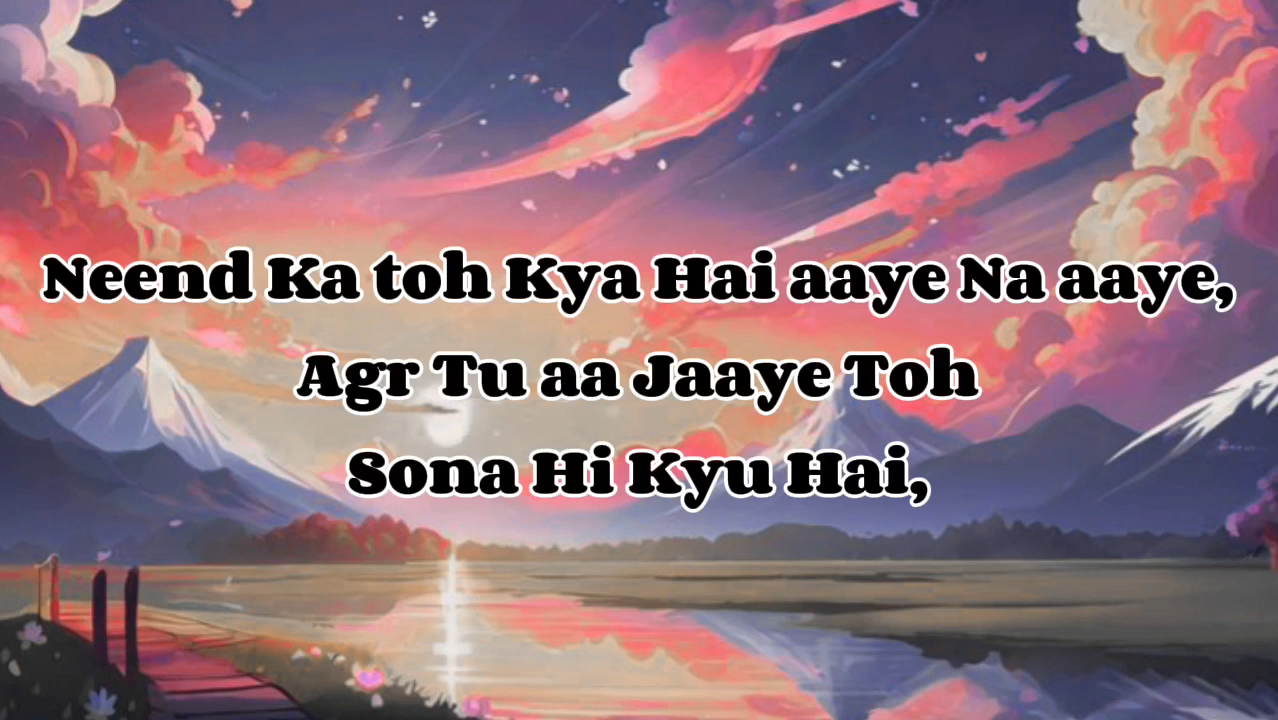 Neend Ka toh Kya Hai aaye Na aaye,
Agr Tu aa Jaaye Toh
Sona Hi Kyu Hai,